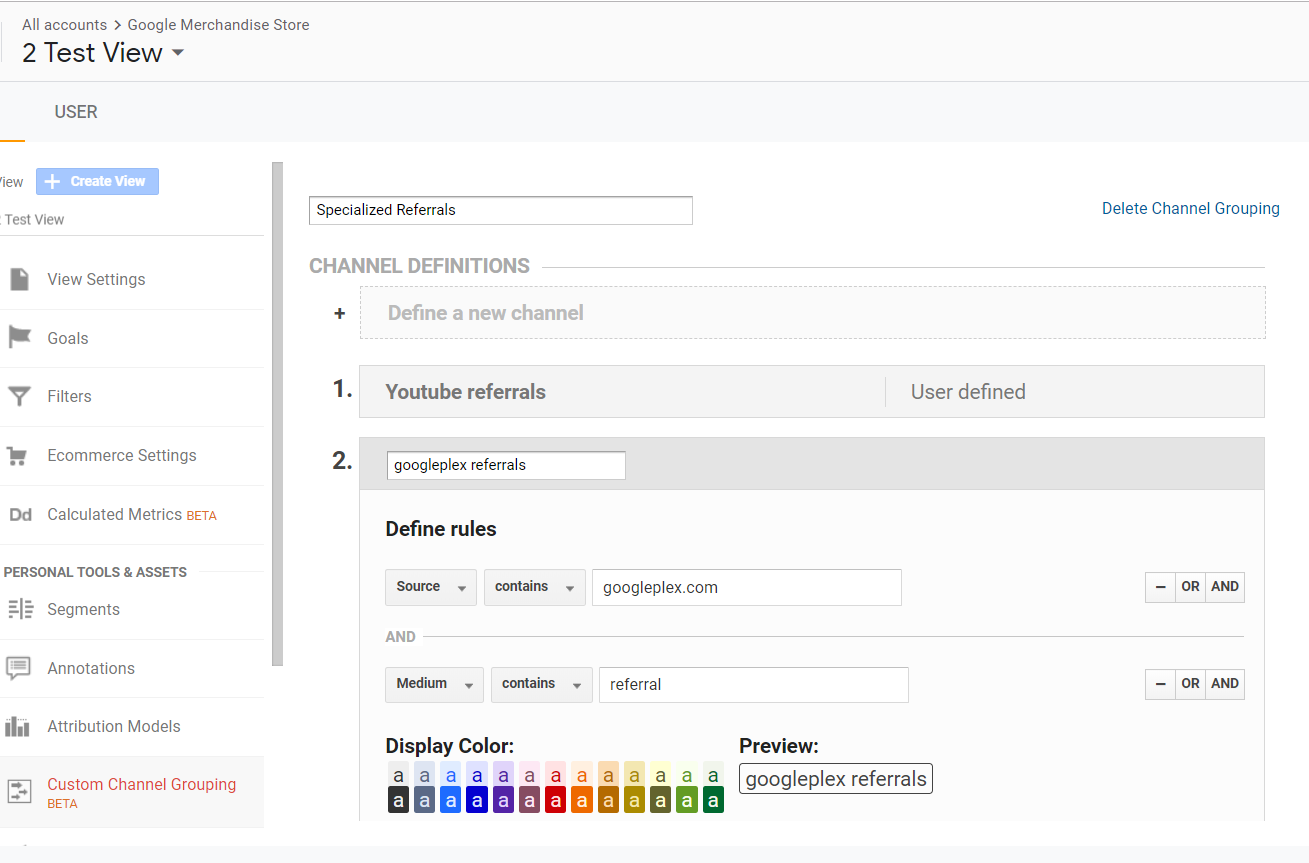 All accounts > Google Merchandise Store
2 Test View
USER
View
+ Create View
Test View
View Settings
Goals
Filters
Ecommerce Settings
Dd Calculated Metrics BETA
PERSONAL TOOLS & ASSETS
Segments
Annotations
Attribution Models
Custom Channel Grouping
BETA
Specialized Referrals
Delete Channel Grouping
CHANNEL DEFINITIONS
+ Define a new channel
1. Youtube referrals User defined
2. googleplex referrals
Define rules
Source contains googleplex.com − OR AND
AND
Medium contains referral − OR AND
Display Color: Preview:
a a a a a a a a a a a a a
a a a a a a a a a a a a a
googleplex referrals